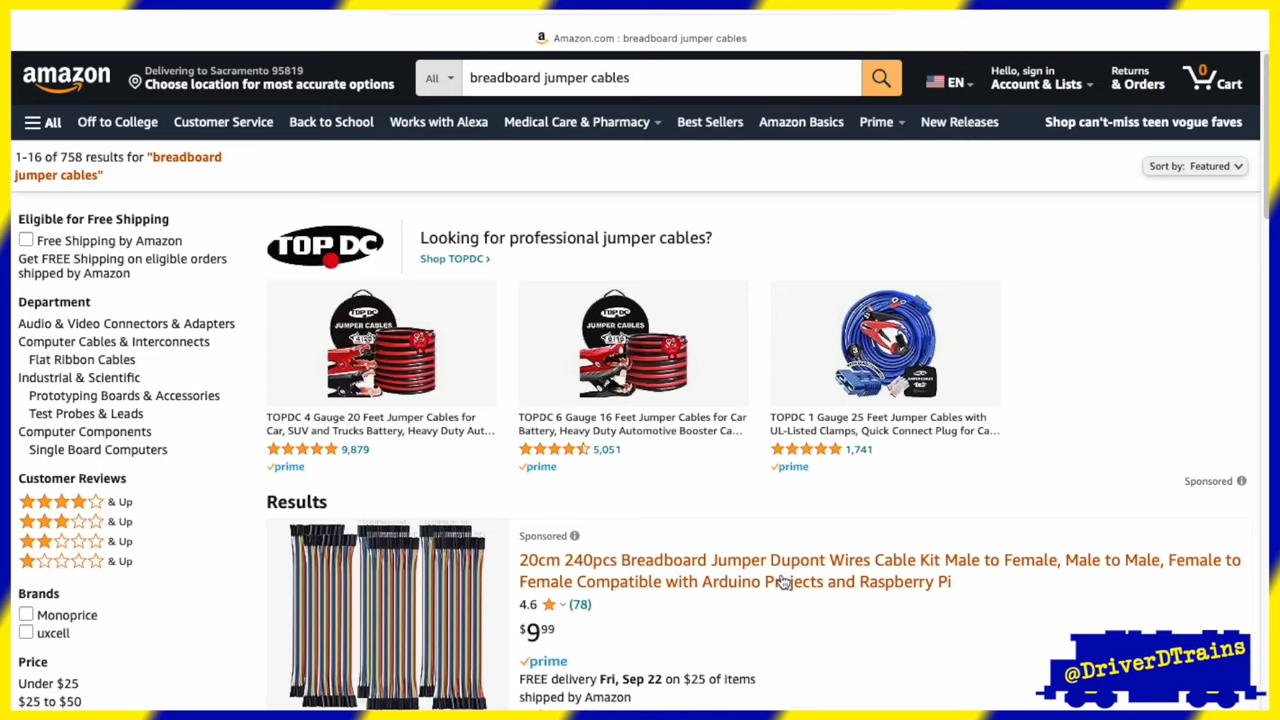 Amazon.com : breadboard jumper cables
amazon
Delivering to Sacramento 95819
Choose location for most accurate options
All
breadboard jumper cables
EN
Hello, sign in
Account & Lists
Returns
& Orders
0
Cart
All
Off to College
Customer Service
Back to School
Works with Alexa
Medical Care & Pharmacy
Best Sellers
Amazon Basics
Prime
New Releases
Shop can't-miss teen vogue faves
1-16 of 758 results for "breadboard
jumper cables"
Sort by: Featured
Eligible for Free Shipping
Free Shipping by Amazon
Get FREE Shipping on eligible orders
shipped by Amazon
Department
Audio & Video Connectors & Adapters
Computer Cables & Interconnects
Flat Ribbon Cables
Industrial & Scientific
Prototyping Boards & Accessories
Test Probes & Leads
Computer Components
Single Board Computers
Customer Reviews
& Up
& Up
& Up
& Up
Brands
Monoprice
uxcell
Price
Under $25
$25 to $50
TOP DC
Looking for professional jumper cables?
Shop TOPDC ›
TOP DC
JUMPER CABLES
TOP DC
JUMPER CABLES
TOPDC 4 Gauge 20 Feet Jumper Cables for
Car, SUV and Trucks Battery, Heavy Duty Aut...
9,879
prime
TOPDC 6 Gauge 16 Feet Jumper Cables for Car
Battery, Heavy Duty Automotive Booster Ca...
5,051
prime
TOPDC 1 Gauge 25 Feet Jumper Cables with
UL-Listed Clamps, Quick Connect Plug for Ca...
1,741
prime
Sponsored
Results
Sponsored
20cm 240pcs Breadboard Jumper Dupont Wires Cable Kit Male to Female, Male to Male, Female to
Female Compatible with Arduino Projects and Raspberry Pi
4.6 (78)
$9 99
prime
FREE delivery Fri, Sep 22 on $25 of items
shipped by Amazon
@DriverDTrains